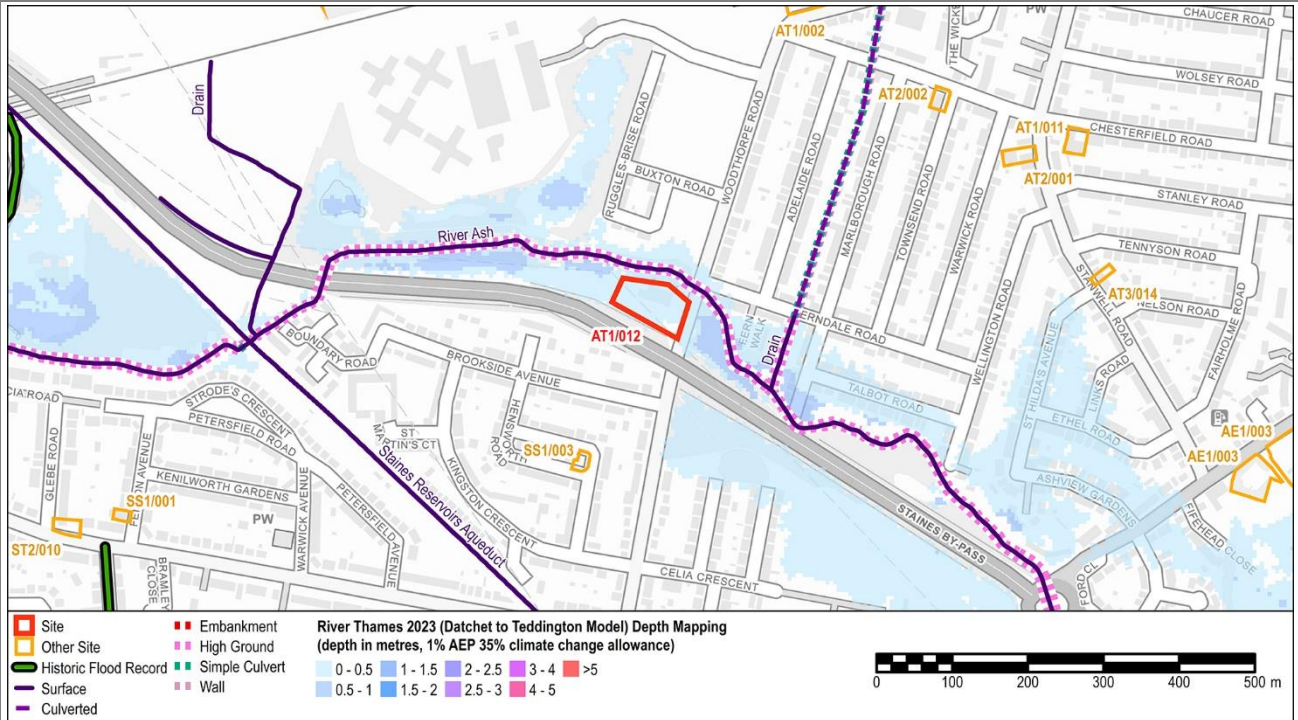 CHAUCER ROAD
PW
THE WICKE
AT1/002
WOLSEY ROAD
Drain
AT2/002
AT1/011
CHESTERFIELD ROAD
AT2/001
RUGGLES-BRISE ROAD
WOODTHORPE ROAD
ADELAIDE ROAD
MARLBOROUGH ROAD
TOWNSEND ROAD
WARWICK ROAD
BUXTON ROAD
STANLEY ROAD
River Ash
TENNYSON ROAD
STANWELL ROAD
AT3/014
NELSON ROAD
FAIRHOLME ROAD
WELLINGTON ROAD
AT1/012
FERN WALK
ERNDALE ROAD
Drain
ST HILDA'S AVENUE
LINKS ROAD
BOUNDARY ROAD
BROOKSIDE AVENUE
TALBOT ROAD
ETHEL ROAD
CIAT ROAD
STRODE'S CRESCENT
PETERSFIELD ROAD
ST
MARTIN'S CT
HENSWORTH
ROAD
SS1/003
AE1/003
AE1/003
GLEBE ROAD
KENILWORTH GARDENS
KINGSTON CRESCENT
Staines Reservoirs Aqueduct
ASHVIEW GARDENS
SS1/001
PW
WARWICK AVENUE
PETERSFIELD AVENUE
STAINES BY-PASS
FIFEHEAD CLOSE
ST2/010
BRAMLEY
CLOSE
CELIA CRESCENT
FORD CL
Site
Other Site
Historic Flood Record
Surface
Culverted
Embankment
High Ground
Simple Culvert
Wall
River Thames 2023 (Datchet to Teddington Model) Depth Mapping
(depth in metres, 1% AEP 35% climate change allowance)
0 - 0.5 1 - 1.5 2 - 2.5 3 - 4 >5
0.5 - 1 1.5 - 2 2.5 - 3 4 - 5
0 100 200 300 400 500 m